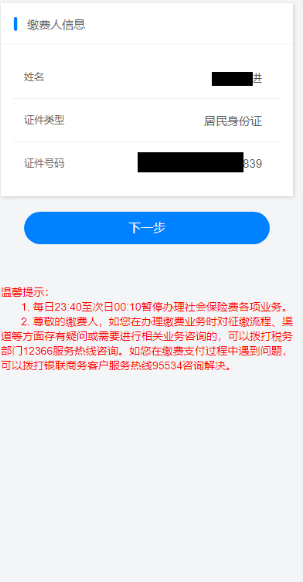 缴费人信息
姓名
进
证件类型
居民身份证
证件号码
839
下一步
温馨提示：
1. 每日23:40至次日00:10暂停办理社会保险费各项业务。
2. 尊敬的缴费人，如您在办理缴费业务时对征缴流程、渠
道等方面存有疑问或需要进行相关业务咨询的，可以拨打税务
部门12366服务热线咨询。如您在缴费支付过程中遇到问题，
可以拨打银联商务客户服务热线95534咨询解决。